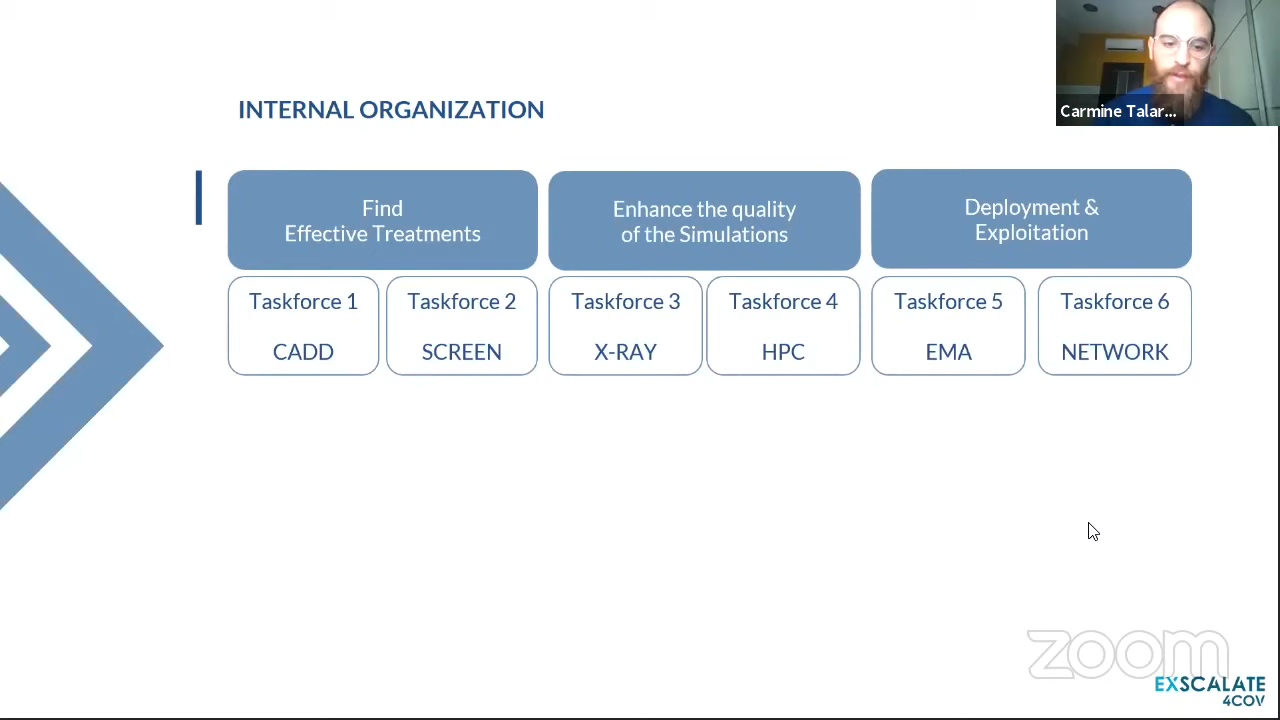 Carmine Talar...
INTERNAL ORGANIZATION
Find
Effective Treatments
Enhance the quality
of the Simulations
Deployment &
Exploitation
Taskforce 1
CADD
Taskforce 2
SCREEN
Taskforce 3
X-RAY
Taskforce 4
HPC
Taskforce 5
EMA
Taskforce 6
NETWORK
zoom
EXSCALATE
4COV